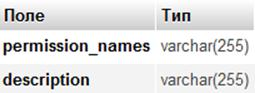 Поле Тип
permission_names varchar(255)
description varchar(255)